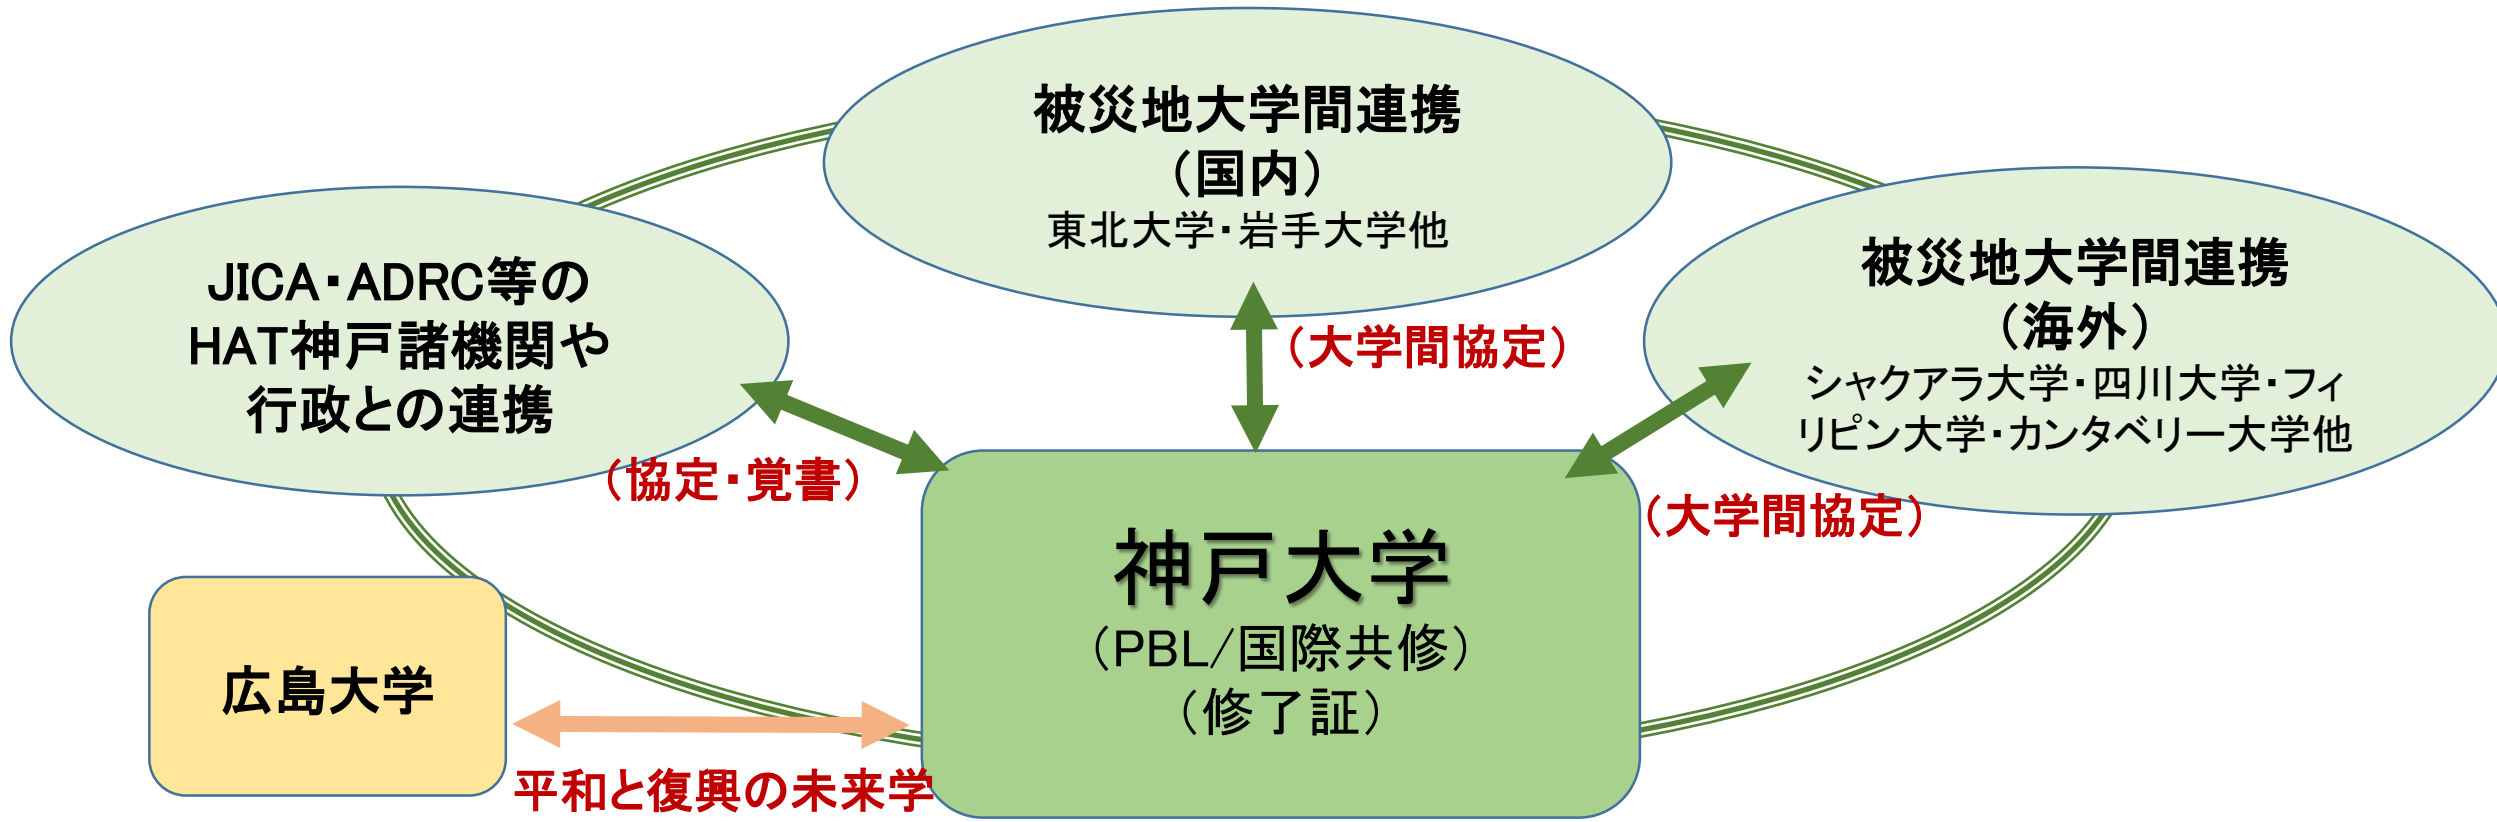 被災地大学間連携
（国内）
東北大学・岩手大学他
JICA・ADRC等の
HAT神戸諸機関や
行政との連携
被災地大学間連携
（海外）
シャクアラ大学・四川大学・フィ
リピン大学・カンタベリー大学他
（大学間協定）
（協定・覚書）
（大学間協定）
神戸大学
（PBL/国際共修）
（修了証）
広島大学
平和と復興の未来学